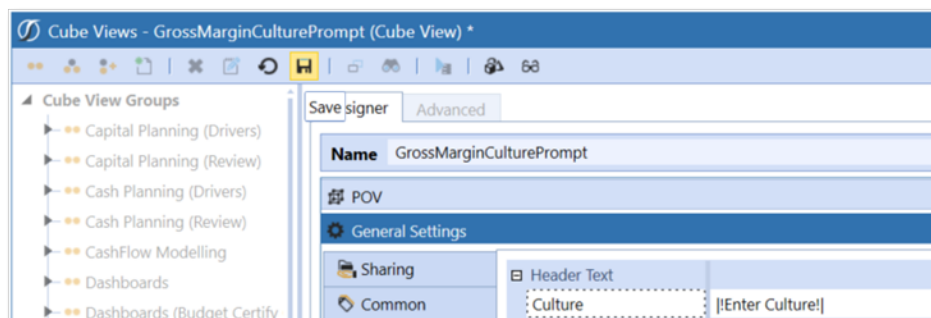 Cube Views - GrossMarginCulturePrompt (Cube View) *
Cube View Groups
Capital Planning (Drivers)
Capital Planning (Review)
Cash Planning (Drivers)
Cash Planning (Review)
CashFlow Modelling
Dashboards
Dashboards (Budget Certify
Save signer Advanced
Name GrossMarginCulturePrompt
POV
General Settings
Sharing
Common
Header Text
Culture |!Enter Culture!|